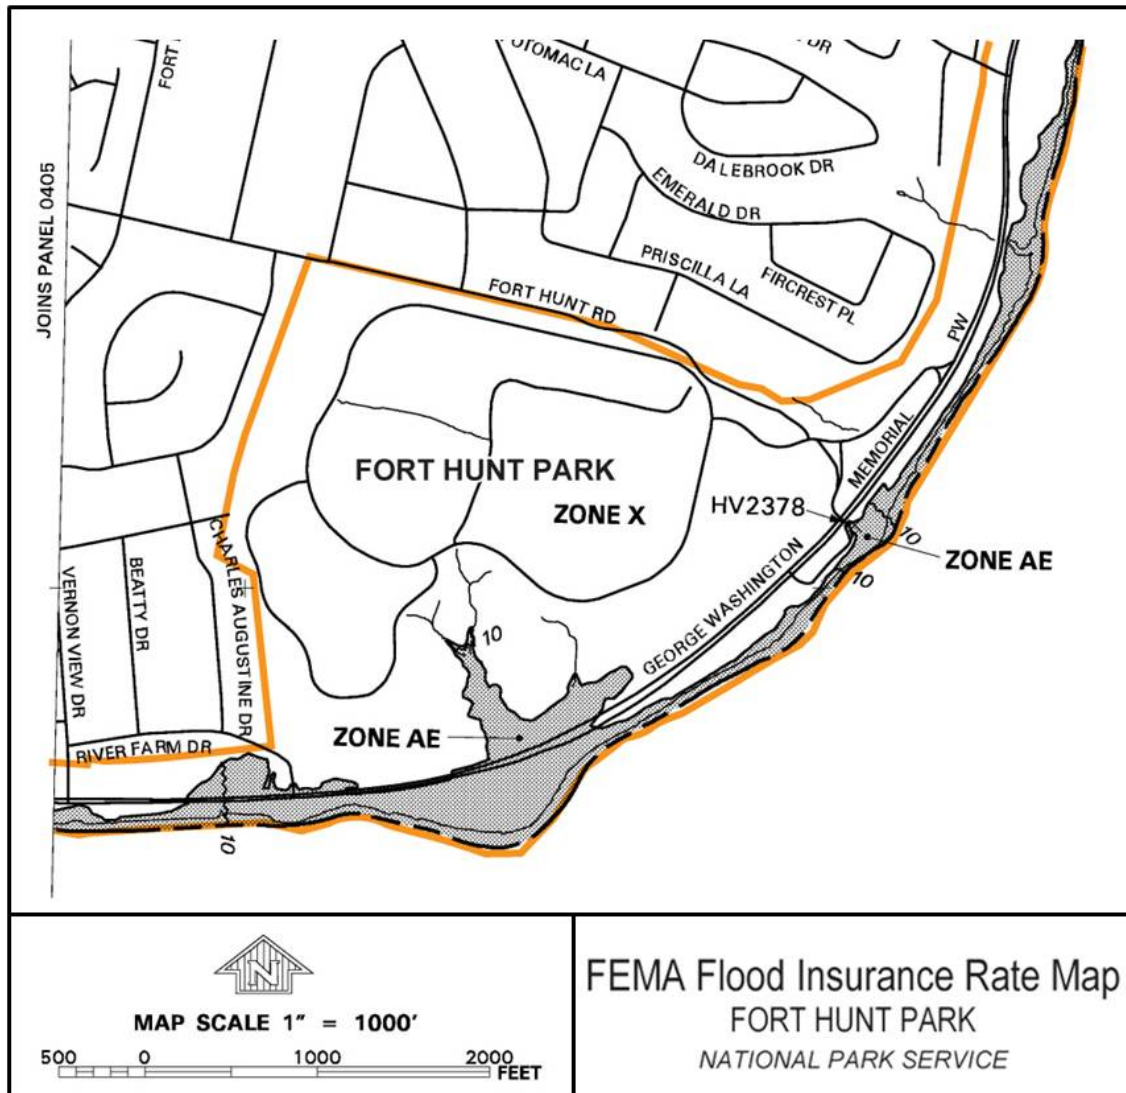 FORT
OTOMAC LA
DR
JOINS PANEL 0405
DALEBROOK DR
EMERALD DR
PRISCILLA LA
FIRCREST PL
FORT HUNT RD
PW
MEMORIAL
FORT HUNT PARK
ZONE X
HV2378
10
ZONE AE
10
GEORGE WASHINGTON
CHARLES AUGUSTINE DR
BEATTY DR
VERNON VIEW DR
10
ZONE AE
RIVER FARM DR
10
N
MAP SCALE 1" = 1000'
500 0 1000 2000
FEET
FEMA Flood Insurance Rate Map
FORT HUNT PARK
NATIONAL PARK SERVICE